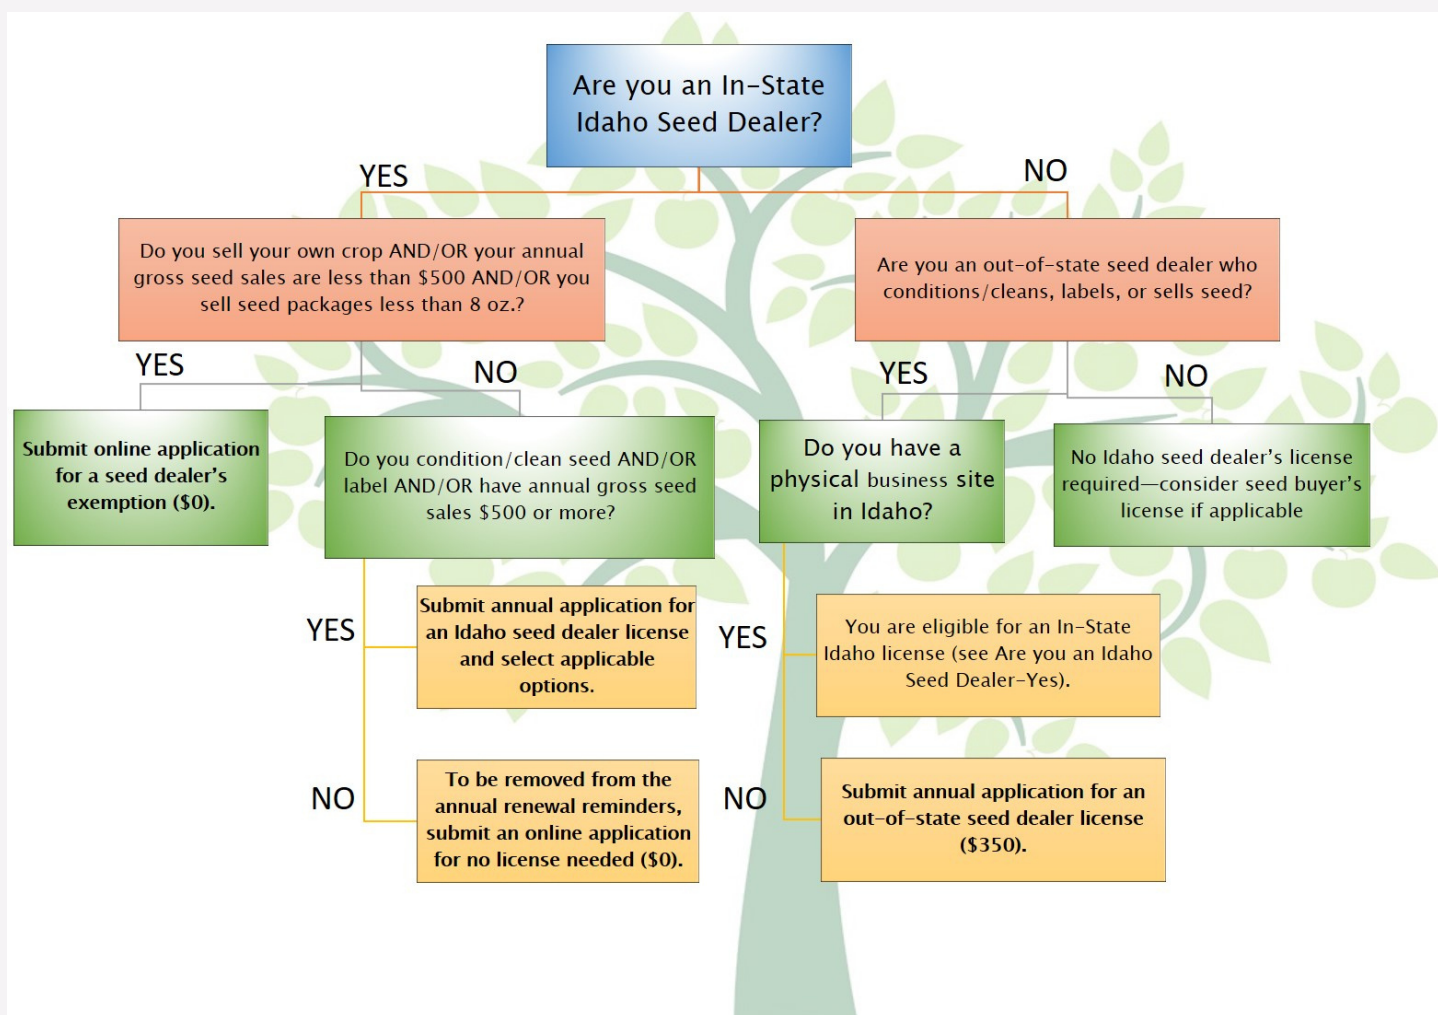 Are you an In-State
Idaho Seed Dealer?
YES
NO
Do you sell your own crop AND/OR your annual
gross seed sales are less than $500 AND/OR you
sell seed packages less than 8 oz.?
Are you an out-of-state seed dealer who
conditions/cleans, labels, or sells seed?
YES
NO
YES
NO
Submit online application
for a seed dealer's
exemption ($0).
Do you condition/clean seed AND/OR
label AND/OR have annual gross seed
sales $500 or more?
Do you have a
physical business site
in Idaho?
No Idaho seed dealer's license
required—consider seed buyer's
license if applicable
YES
Submit annual application for
an Idaho seed dealer license
and select applicable
options.
YES
You are eligible for an In-State
Idaho license (see Are you an Idaho
Seed Dealer-Yes).
NO
To be removed from the
annual renewal reminders,
submit an online application
for no license needed ($0).
NO
Submit annual application for an
out-of-state seed dealer license
($350).